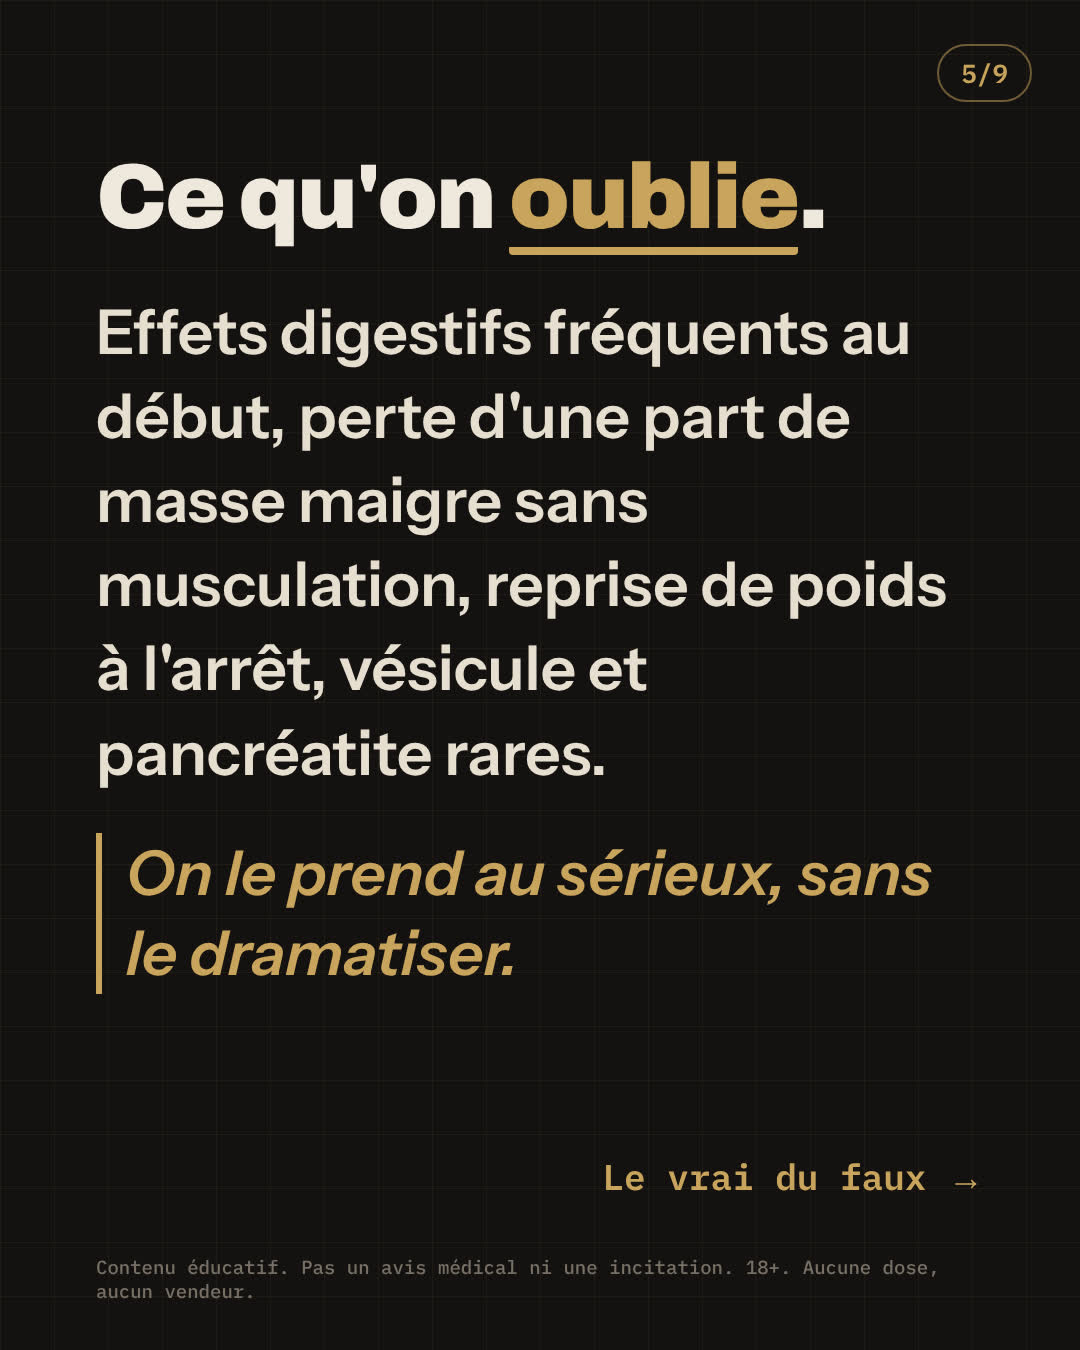 5/9
Ce qu'on oublie.
Effets digestifs fréquents au
début, perte d'une part de
masse maigre sans
musculation, reprise de poids
à l'arrêt, vésicule et
pancréatite rares.
On le prend au sérieux, sans
le dramatiser.
Le vrai du faux →
Contenu éducatif. Pas un avis médical ni une incitation. 18+. Aucune dose,
aucun vendeur.